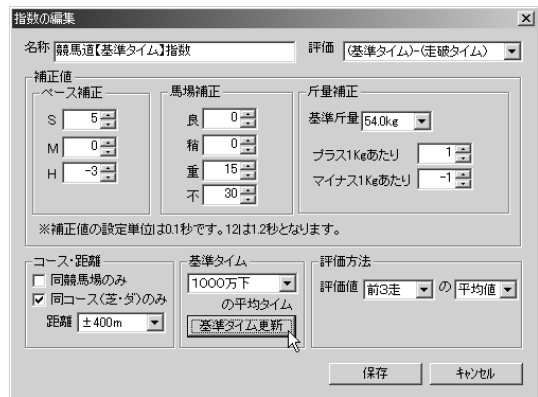 指数の編集
名称 競馬道【基準タイム】指数 評価 (基準タイム)-(走破タイム)
補正値
ペース補正 馬場補正 斤量補正
S 5 良 0 基準斤量 54.0kg
M 0 稍 0 プラス1Kgあたり 1
H -3 重 15 マイナス1Kgあたり -1
不 30
※補正値の設定単位は0.1秒です。12は1.2秒となります。
コース・距離 基準タイム 評価方法
同競馬場のみ 1000万下 評価値 前3走 の 平均値
同コース(芝・ダ)のみ の平均タイム
距離 ±400m 基準タイム更新
保存 キャンセル